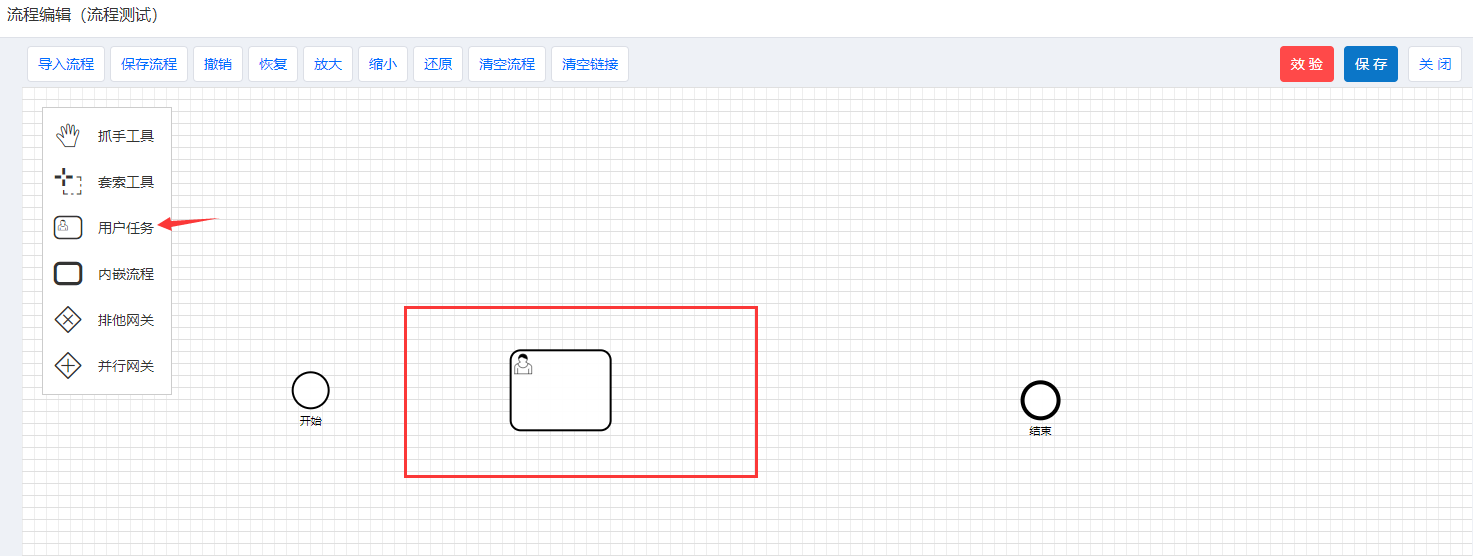 流程编辑（流程测试）
导入流程 保存流程 撤销 恢复 放大 缩小 还原 清空流程 清空链接 效 验 保 存 关 闭
抓手工具
套索工具
用户任务
内嵌流程
排他网关
并行网关
开始
结束